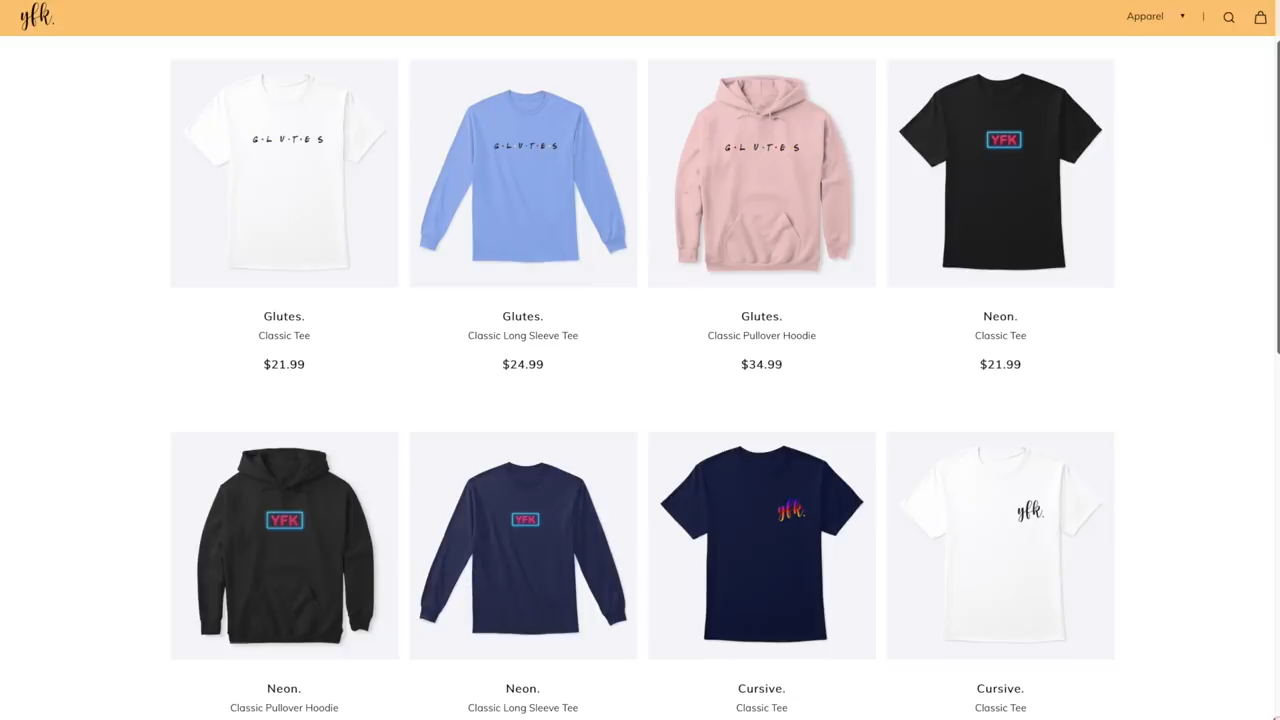 yfk.
Apparel ▼ |
G·L U·T·E S
G·L·U·T·E·S
G·L U·T·E S
YFK
Glutes.
Classic Tee
$21.99
Glutes.
Classic Long Sleeve Tee
$24.99
Glutes.
Classic Pullover Hoodie
$34.99
Neon.
Classic Tee
$21.99
YFK
YFK
yfk.
yfk.
Neon.
Classic Pullover Hoodie
Neon.
Classic Long Sleeve Tee
Cursive.
Classic Tee
Cursive.
Classic Tee